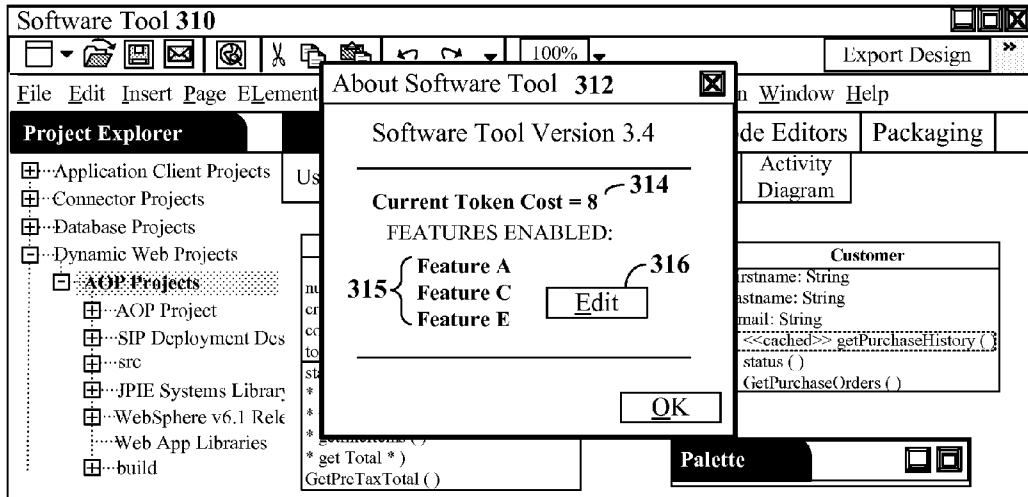 Software Tool 310
100%
Export Design
File Edit Insert Page ELement
Window Help
About Software Tool 312
Project Explorer
de Editors
Packaging
Software Tool Version 3.4
Application Client Projects
Us
Activity
Diagram
Connector Projects
Current Token Cost = 8 314
Database Projects
FEATURES ENABLED:
Dynamic Web Projects
Customer
AOP Projects
315 Feature A
Feature C
Feature E
Edit 316
irstname: String
astname: String
mail: String
AOP Project
<<cached>> getPurchaseHistory ( )
SIP Deployment Des
status ( )
src
GetPurchaseOrders ( )
JPIE Systems Library
WebSphere v6.1 Rele
OK
Web App Libraries
* get Total * )
Palette
build
GetPreTaxTotal ( )